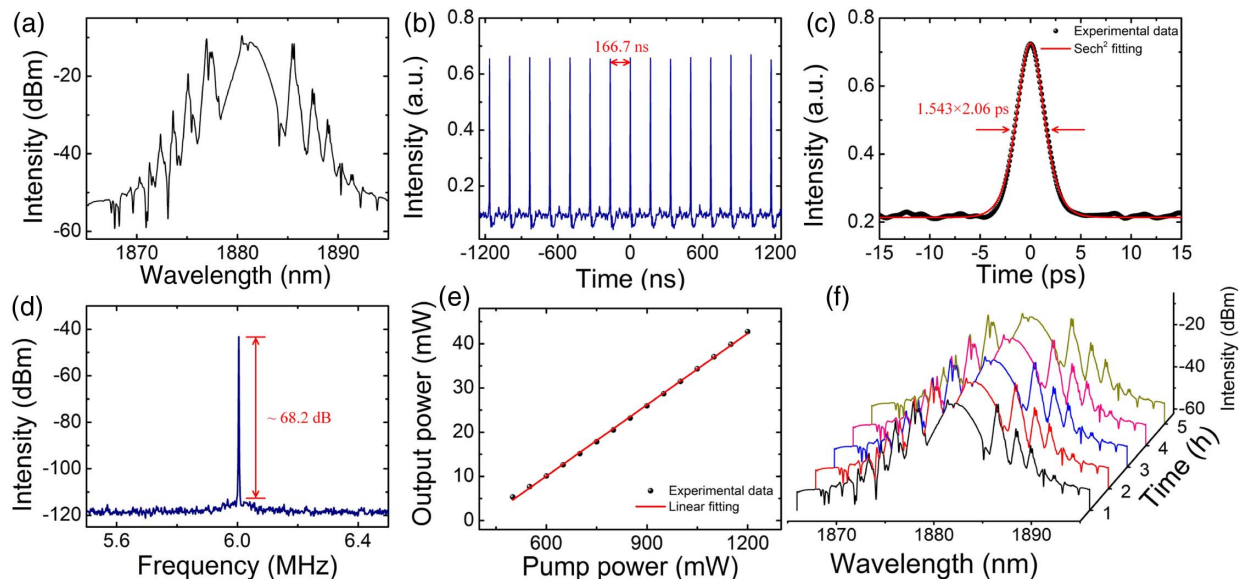 (a)
Intensity (dBm)
-20
-40
-60
1870
1880
1890
Wavelength (nm)
(b)
Intensity (a.u.)
0.8
0.6
0.4
0.2
166.7 ns
-1200
-600
0
600
1200
Time (ns)
(c)
Intensity (a.u.)
0.8
0.6
0.4
0.2
Experimental data
Sech² fitting
1.543×2.06 ps
-15
-10
-5
0
5
10
15
Time (ps)
(d)
Intensity (dBm)
-40
-60
-80
-100
-120
~ 68.2 dB
5.6
6.0
6.4
Frequency (MHz)
(e)
Output power (mW)
40
30
20
10
0
Experimental data
Linear fitting
600
900
1200
Pump power (mW)
(f)
Intensity (dBm)
-20
-40
-60
5
4
3
2
1
Time (h)
1870
1880
1890
Wavelength (nm)